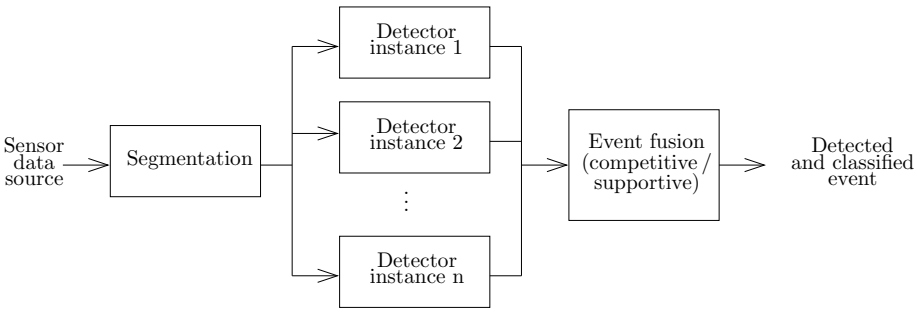 Sensor
data
source
Segmentation
Detector
instance 1
Detector
instance 2
⋮
Detector
instance n
Event fusion
(competitive /
supportive)
Detected
and classified
event